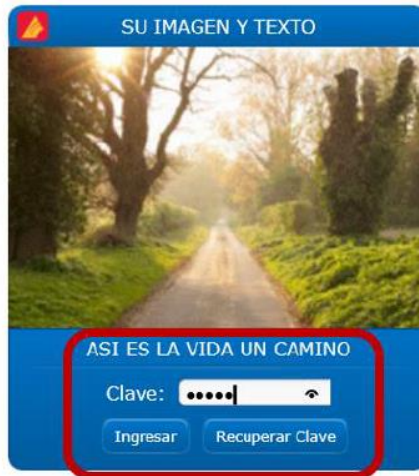 SU IMAGEN Y TEXTO
ASI ES LA VIDA UN CAMINO
Clave: •••••
Ingresar Recuperar Clave